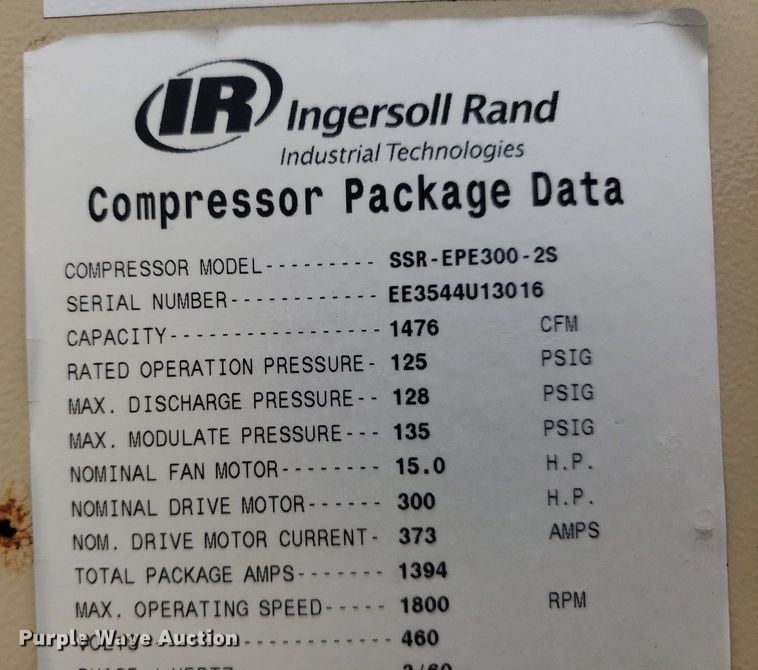 IR Ingersoll Rand
Industrial Technologies
Compressor Package Data
COMPRESSOR MODEL--------- SSR-EPE300-2S
SERIAL NUMBER------------ EE3544U13016
CAPACITY----------------- 1476 CFM
RATED OPERATION PRESSURE- 125 PSIG
MAX. DISCHARGE PRESSURE-- 128 PSIG
MAX. MODULATE PRESSURE--- 135 PSIG
NOMINAL FAN MOTOR-------- 15.0 H.P.
NOMINAL DRIVE MOTOR------ 300 H.P.
NOM. DRIVE MOTOR CURRENT- 373 AMPS
TOTAL PACKAGE AMPS------- 1394
MAX. OPERATING SPEED----- 1800 RPM
VOLTS------------ 460
Purple Wave Auction
3/60